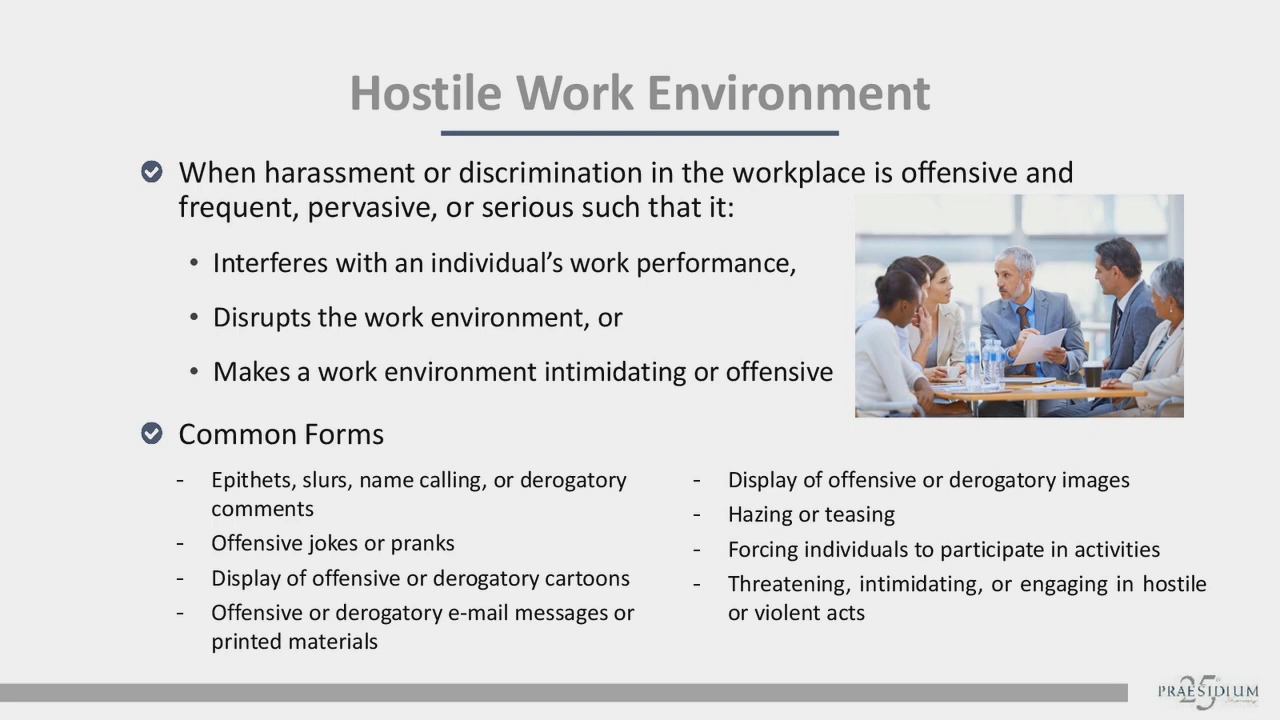 Hostile Work Environment
When harassment or discrimination in the workplace is offensive and
frequent, pervasive, or serious such that it:
• Interferes with an individual’s work performance,
• Disrupts the work environment, or
• Makes a work environment intimidating or offensive
Common Forms
- Epithets, slurs, name calling, or derogatory
comments
- Offensive jokes or pranks
- Display of offensive or derogatory cartoons
- Offensive or derogatory e-mail messages or
printed materials
- Display of offensive or derogatory images
- Hazing or teasing
- Forcing individuals to participate in activities
- Threatening, intimidating, or engaging in hostile
or violent acts
25
PRAESIDIUM